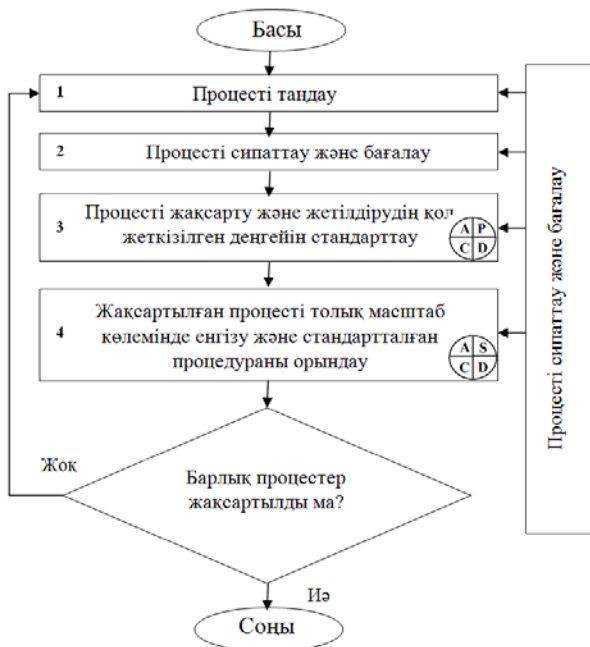 Басы
1 Процесті таңдау
2 Процесті сипаттау және бағалау
3 Процесті жақсарту және жетілдірудің қол
жеткізілген деңгейін стандарттау
A P
C D
4 Жақсартылған процесті толық масштаб
көлемінде енгізу және стандартталған
процедураны орындау
A S
C D
Жоқ
Барлық процестер
жақсартылды ма?
Иә
Соңы
Процесті сипаттау және бағалау